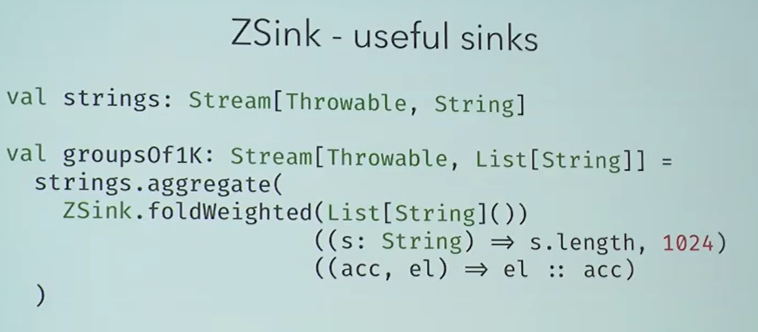 ZSink - useful sinks
val strings: Stream[Throwable, String]
val groupsOf1K: Stream[Throwable, List[String]] =
strings.aggregate(
ZSink.foldWeighted(List[String]())
((s: String) ⇒ s.length, 1024)
((acc, el) ⇒ el :: acc)
)